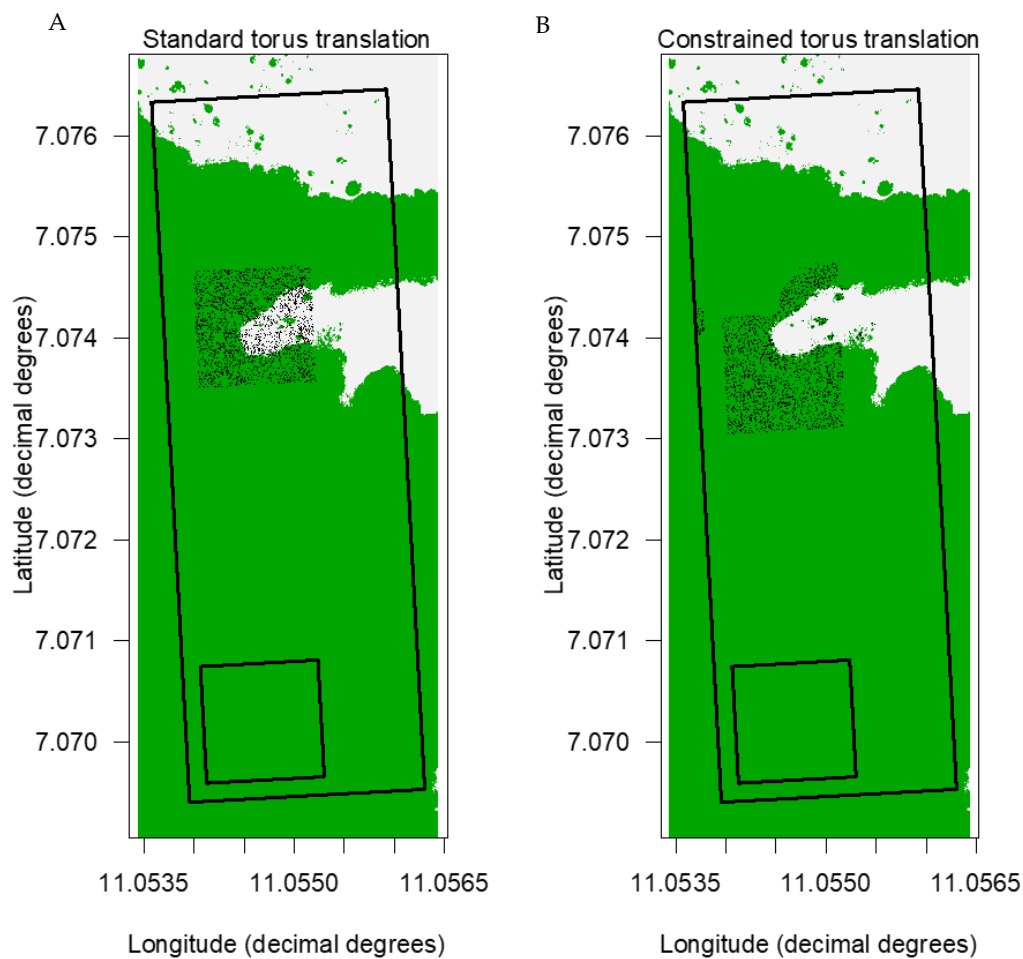 A
Standard torus translation
Latitude (decimal degrees)
7.076
7.075
7.074
7.073
7.072
7.071
7.070
11.0535
11.0550
11.0565
Longitude (decimal degrees)
B
Constrained torus translation
Latitude (decimal degrees)
7.076
7.075
7.074
7.073
7.072
7.071
7.070
11.0535
11.0550
11.0565
Longitude (decimal degrees)